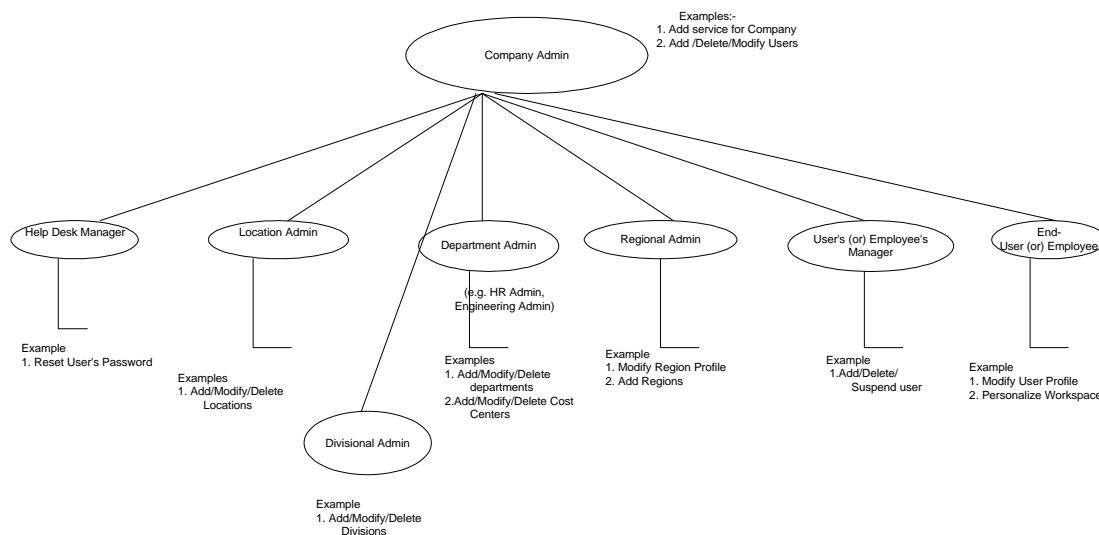 Examples:-
1. Add service for Company
2. Add /Delete/Modify Users
Company Admin
Help Desk Manager
Location Admin
Department Admin
Regional Admin
User's (or) Employee's
Manager
End-
User (or) Employee
(e.g. HR Admin,
Engineering Admin)
Example
1. Reset User's Password
Examples
1. Add/Modify/Delete
Locations
Examples
1. Add/Modify/Delete
departments
2.Add/Modify/Delete Cost
Centers
Example
1. Modify Region Profile
2. Add Regions
Example
1.Add/Delete/
Suspend user
Example
1. Modify User Profile
2. Personalize Workspace
Divisional Admin
Example
1. Add/Modify/Delete
Divisions